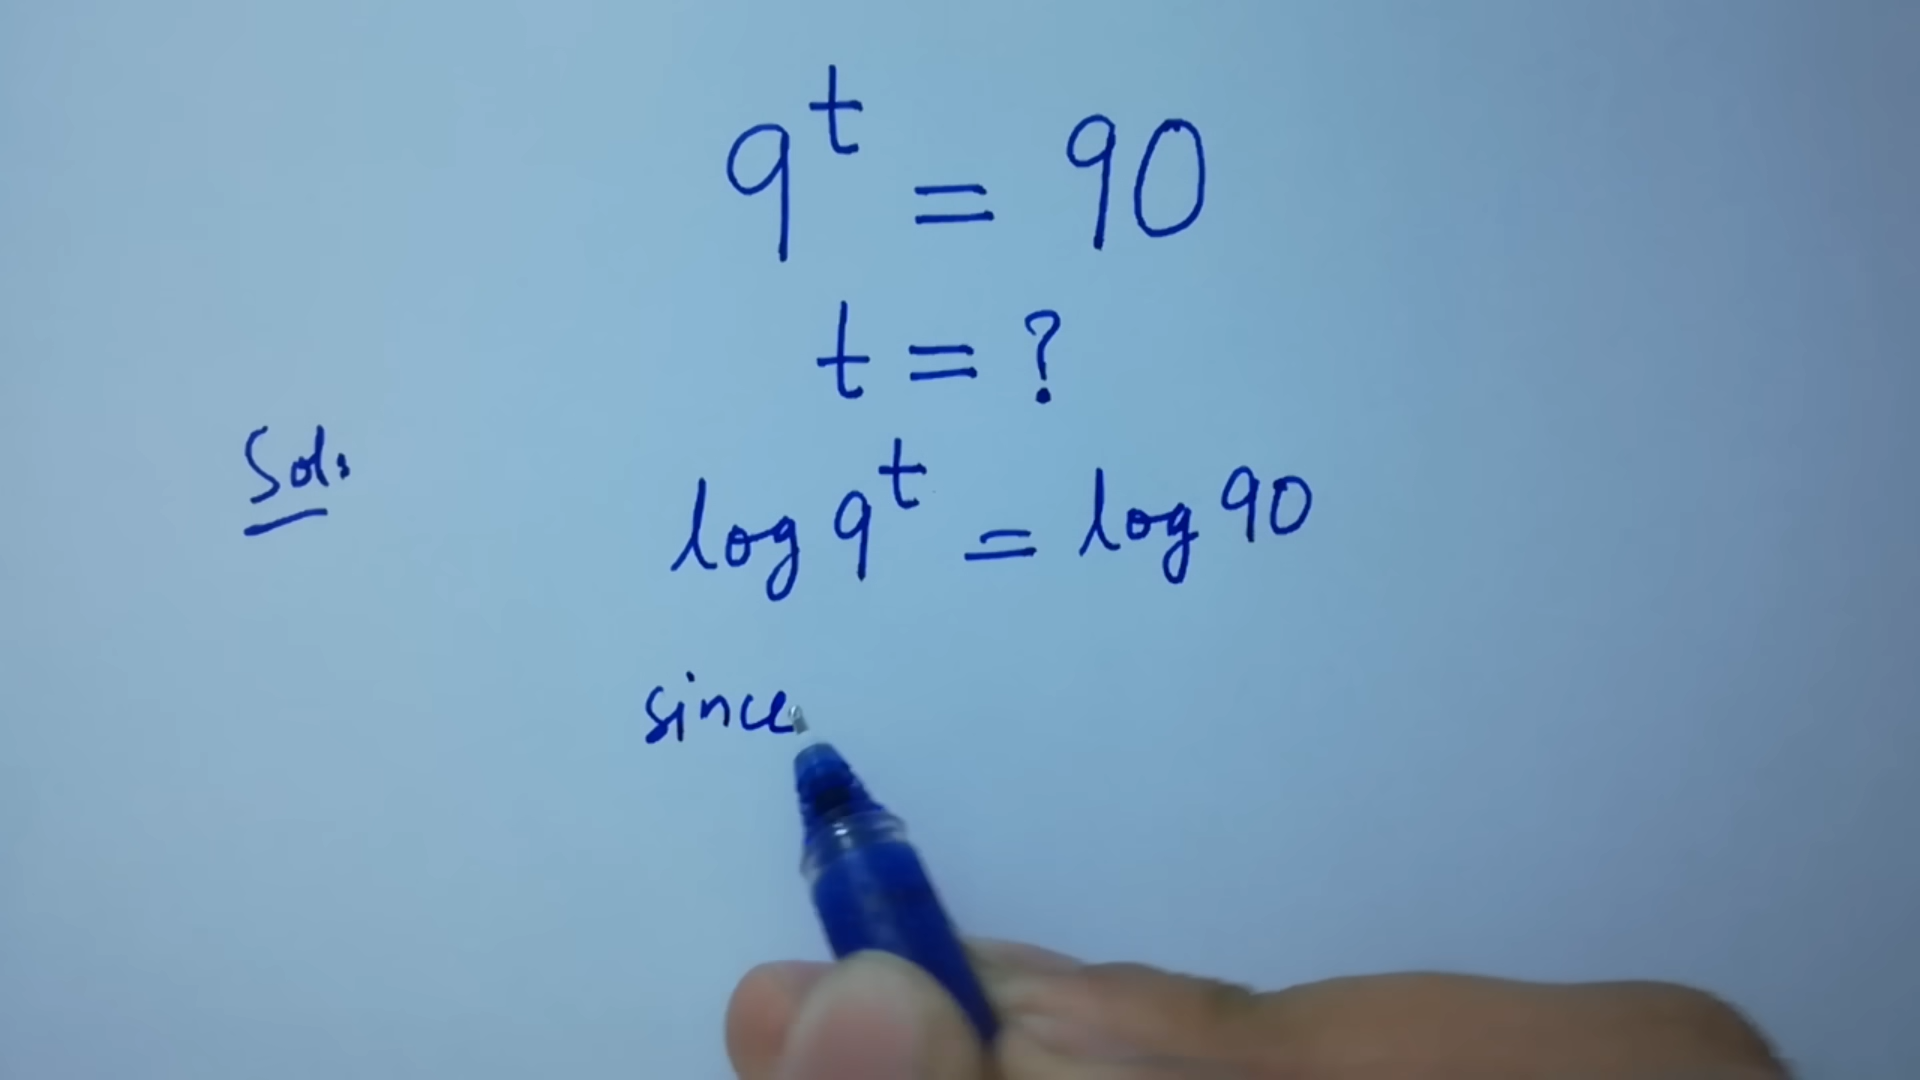 9^t = 90
t = ?
Sol:
log 9^t = log 90
since